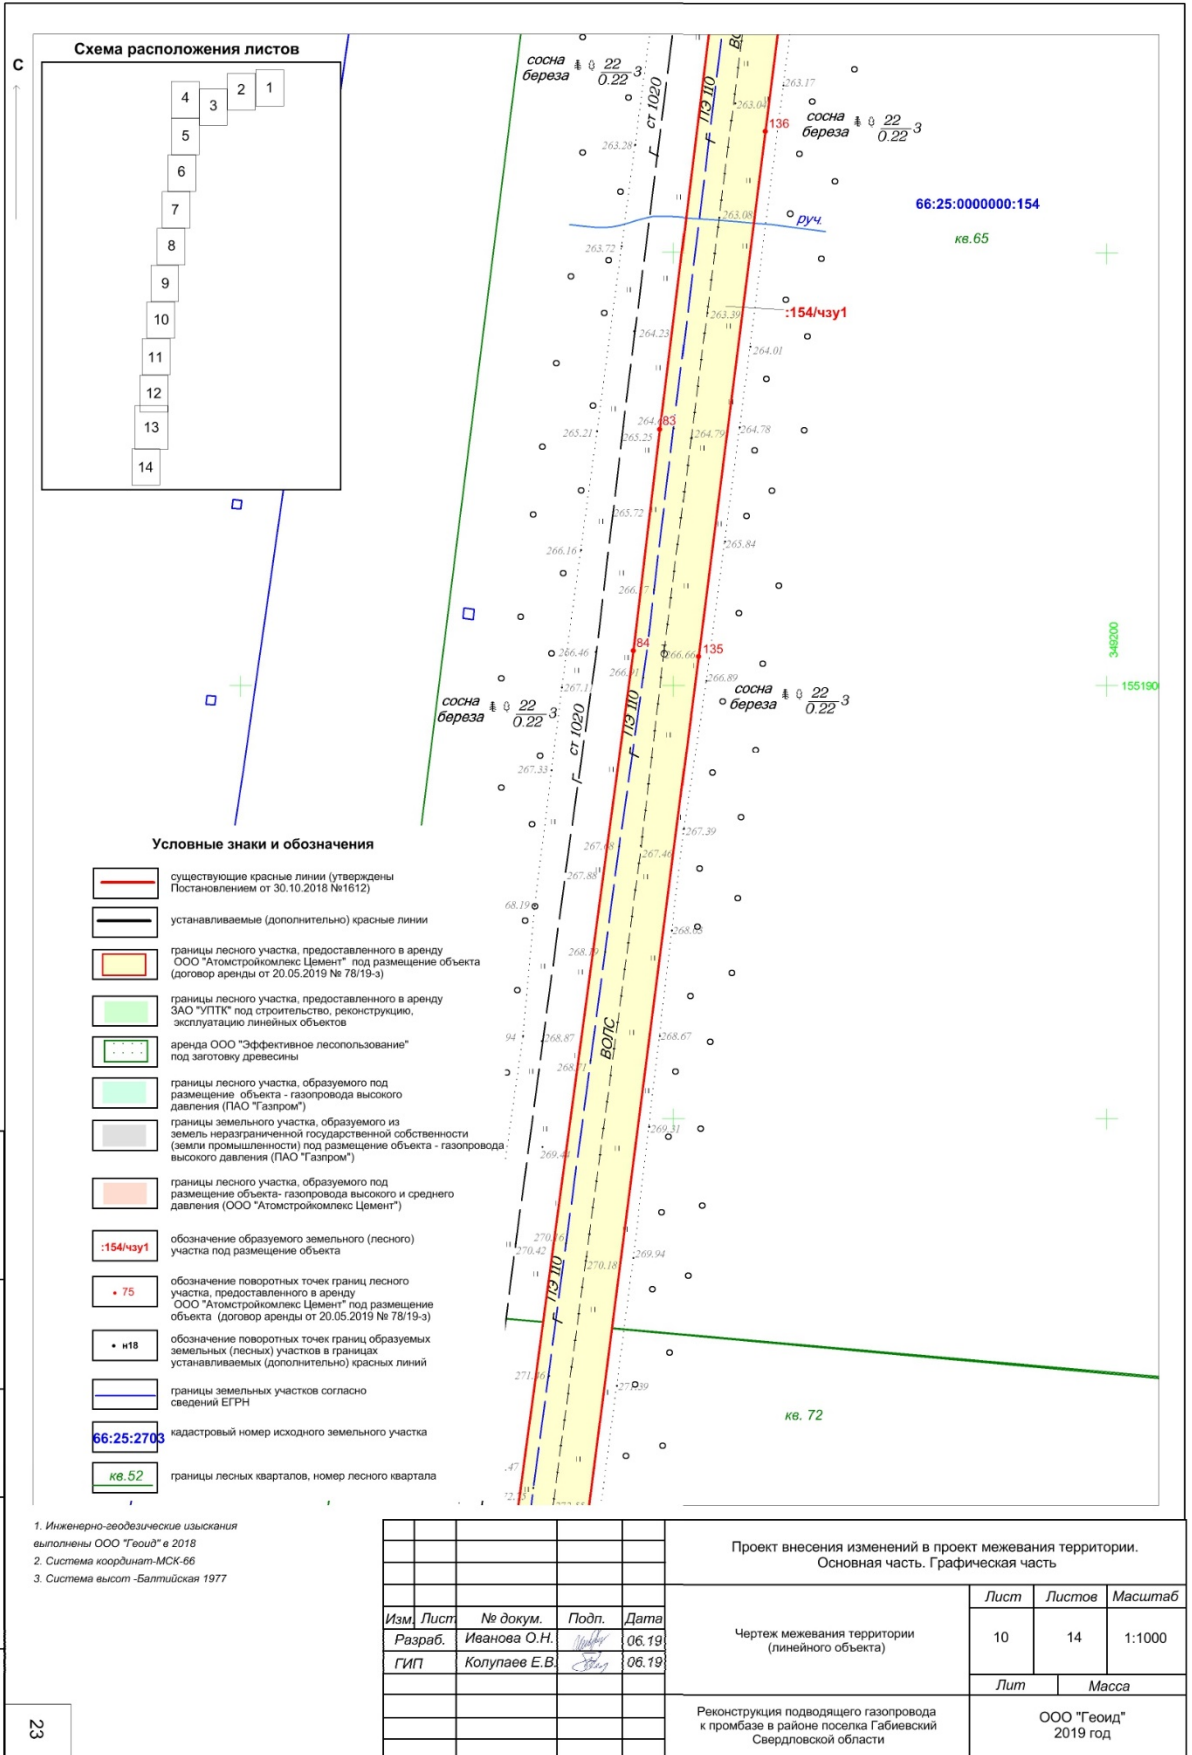 Схема расположения листов
С
1
2
3
4
5
6
7
8
9
10
11
12
13
14
сосна 22 3
береза 0.22
Г ст 1020
Г ПЭ 110
263.17
263.04
136
сосна 22 3
береза 0.22
263.28
66:25:0000000:154
263.08
руч.
кв.65
263.72
263.39
:154/чзу1
264.23
264.01
83
265.21
265.25
264.79
264.78
265.72
266.16
265.84
349200
84
135
266.46
266.66
266.91
266.89
1551900
сосна 22 3
береза 0.22
Г ст 1020
Г ПЭ 110
сосна 22 3
береза 0.22
267.33
267.39
267.46
267.88
68.19
268.87
ВОЛС
268.67
94
269.31
270.42
270.18
269.94
Г ПЭ 110
кв. 72
Условные знаки и обозначения
существующие красные линии (утверждены
Постановлением от 30.10.2018 №1612)
устанавливаемые (дополнительно) красные линии
границы лесного участка, предоставленного в аренду
ООО "Атомстройкомлекс Цемент" под размещение объекта
(договор аренды от 20.05.2019 № 78/19-з)
границы лесного участка, предоставленного в аренду
ЗАО "УПТК" под строительство, реконструкцию,
эксплуатацию линейных объектов
аренда ООО "Эффективное лесопользование"
под заготовку древесины
границы лесного участка, образуемого под
размещение объекта - газопровода высокого
давления (ПАО "Газпром")
границы земельного участка, образуемого из
земель неразграниченной государственной собственности
(земли промышленности) под размещение объекта - газопровода
высокого давления (ПАО "Газпром")
границы лесного участка, образуемого под
размещение объекта- газопровода высокого и среднего
давления (ООО "Атомстройкомлекс Цемент")
:154/чзу1
обозначение образуемого земельного (лесного)
участка под размещение объекта
75
обозначение поворотных точек границ лесного
участка, предоставленного в аренду
ООО "Атомстройкомлекс Цемент" под размещение
объекта (договор аренды от 20.05.2019 № 78/19-з)
н18
обозначение поворотных точек границ образуемых
земельных (лесных) участков в границах
устанавливаемых (дополнительно) красных линий
границы земельных участков согласно
сведений ЕГРН
66:25:2703
кадастровый номер исходного земельного участка
кв.52
границы лесных кварталов, номер лесного квартала
1. Инженерно-геодезические изыскания
выполнены ООО "Геоид" в 2018
2. Система координат-МСК-66
3. Система высот -Балтийская 1977
Проект внесения изменений в проект межевания территории.
Основная часть. Графическая часть
Изм. Лист № докум. Подп. Дата
Разраб. Иванова О.Н. 06.19
ГИП Колупаев Е.В. 06.19
Чертеж межевания территории
(линейного объекта)
Лист Листов Масштаб
10 14 1:1000
Лит Масса
Реконструкция подводящего газопровода
к промбазе в районе поселка Габиевский
Свердловской области
ООО "Геоид"
2019 год
23